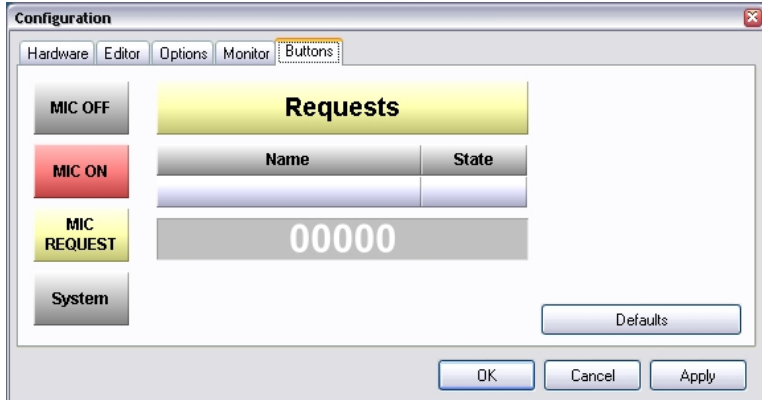 Configuration
Hardware Editor Options Monitor Buttons
MIC OFF
Requests
MIC ON
Name State
MIC
REQUEST
00000
System
Defaults
OK Cancel Apply